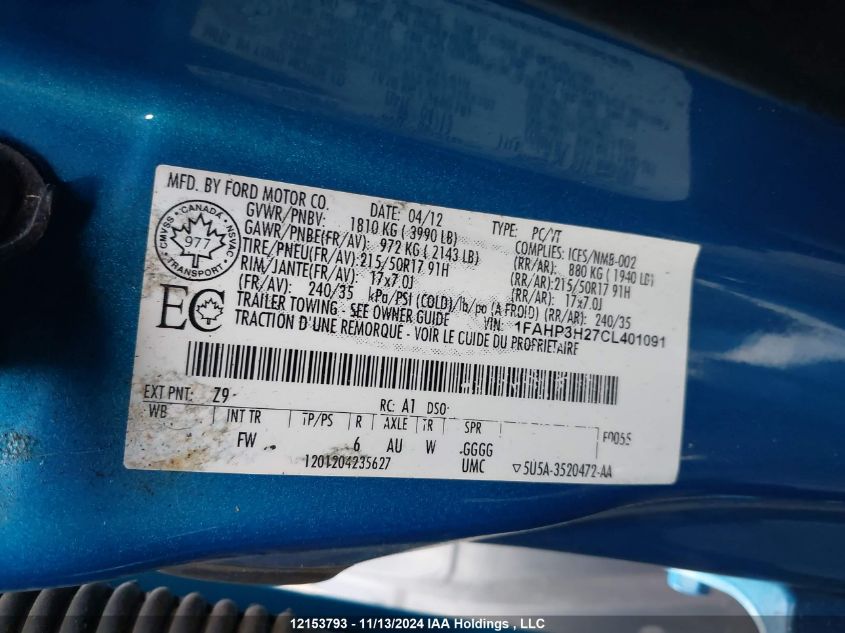 MFD. BY FORD MOTOR CO.
DATE: 04/12
TYPE: PC/VT
GVWR/PNBV: 1810 KG ( 3990 LB)
COMPLIES: ICES/NMB-002
GAWR/PNBE(FR/AV): 972 KG ( 2143 LB)
(RR/AR): 880 KG ( 1940 LB)
TIRE/PNEU(FR/AV):215/50R17 91H
(RR/AR):215/50R17 91H
RIM/JANTE(FR/AV): 17x7.0J
(RR/AR): 17x7.0J
(FR/AV): 240/35 kPa/PSI (COLD)/lb/po (A FROID) (RR/AR): 240/35
TRAILER TOWING - SEE OWNER GUIDE
VIN: 1FAHP3H27CL401091
TRACTION D'UNE REMORQUE - VOIR LE GUIDE DU PROPRIETAIRE
CANADA
CMVSS
NSVAC
977
TRANSPORT
EC
EXT PNT: Z9
RC: A1 DSO:
WB INT TR TP/PS R AXLE TR SPR
F0055
FW 6 AU W .GGGG
1201204235627
UMC
▽5U5A-3520472-AA
12153793 - 11/13/2024 IAA Holdings , LLC